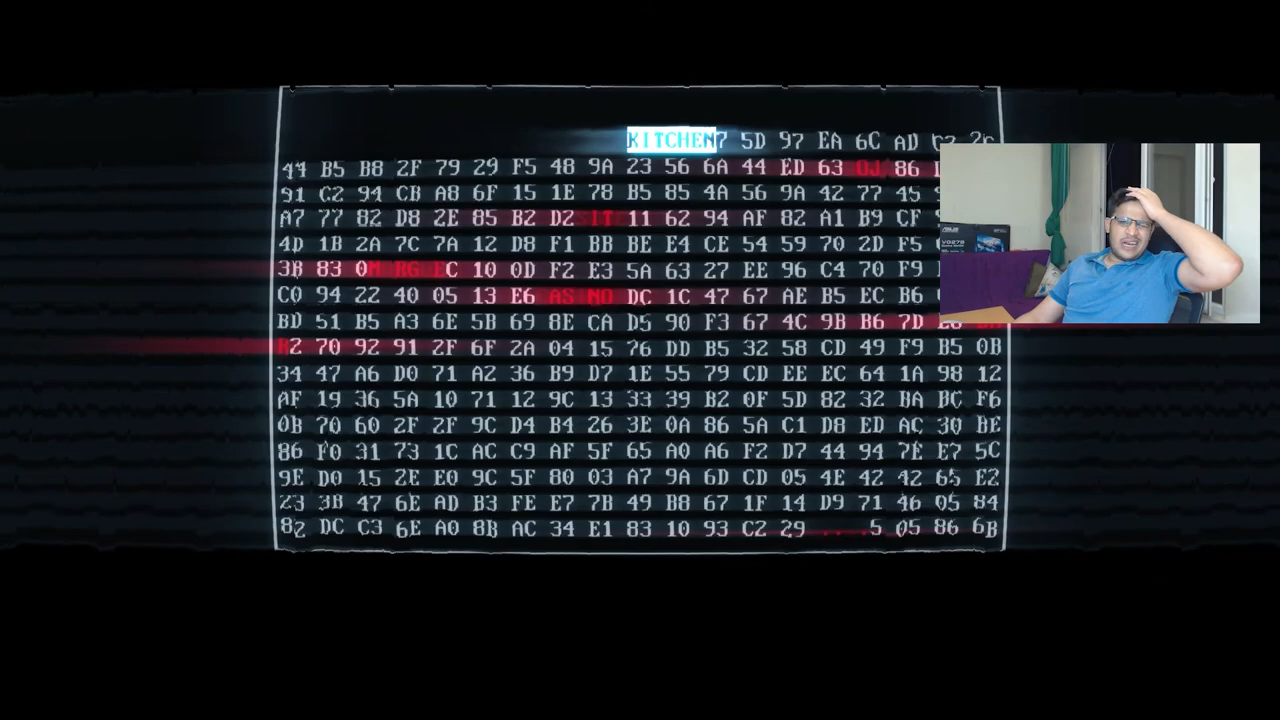 KITCHEN7 5D 97 EA 6C AD
44 B5 B8 2F 79 29 F5 48 9A 23 56 6A 44 ED 63 OJ 86
91 C2 94 CB A8 6F 15 1E 78 B5 85 4A 56 9A 42 77 45
A7 77 82 D8 2E 85 B2 D2 SIT 11 62 94 AF 82 A1 B9 CF
4D 1B 2A 7C 7A 12 D8 F1 BB BE E4 CE 54 59 70 2D F5
3B 83 0M RG EC 10 0D F2 E3 5A 63 27 EE 96 C4 70 F9
C0 94 22 40 05 13 E6 AS NO DC 1C 47 67 AE B5 EC B6
BD 51 B5 A3 6E 5B 69 8E CA D5 90 F3 67 4C 9B B6 7D
R2 70 92 91 2F 6F 2A 04 15 76 DD B5 32 58 CD 49 F9 B5 0B
34 47 A6 D0 71 A2 36 B9 D7 1E 55 79 CD EE EC 64 1A 98 12
AF 19 36 5A 10 71 12 9C 13 33 39 B2 0F 5D 82 32 BA BC F6
0B 70 60 2F 2F 9C D4 B4 26 3E 0A 86 5A C1 D8 ED AC 30 BE
86 F0 31 73 1C AC C9 AF 5F 65 A0 A6 F2 D7 44 94 7E E7 5C
9E D0 15 2E E0 9C 5F 80 03 A7 9A 6D CD 05 4E 42 42 65 E2
23 3B 47 6E AD B3 FE E7 7B 49 B8 67 1F 14 D9 71 46 05 84
82 DC C3 6E A0 8B AC 34 E1 83 10 93 C2 29 5 05 86 6B
ASUS
VG278